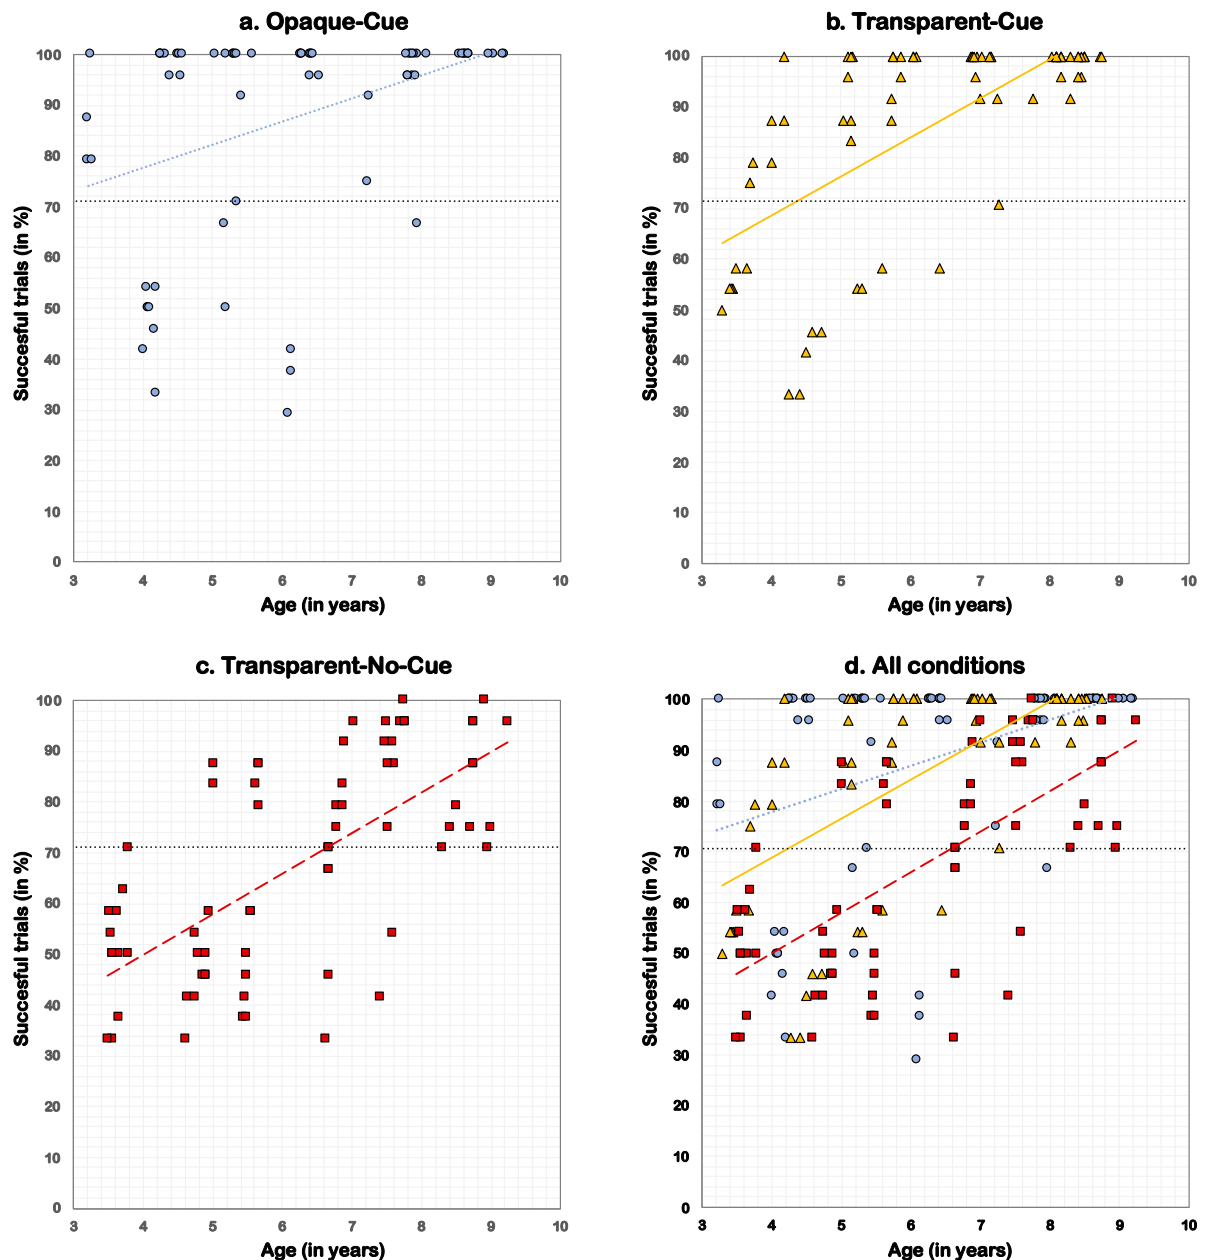 a. Opaque-Cue
100
90
80
70
60
50
40
30
20
10
0
3 4 5 6 7 8 9 10
Succesful trials (in %)
Age (in years)
b. Transparent-Cue
100
90
80
70
60
50
40
30
20
10
0
3 4 5 6 7 8 9 10
Succesful trials (in %)
Age (in years)
c. Transparent-No-Cue
100
90
80
70
60
50
40
30
20
10
0
3 4 5 6 7 8 9 10
Succesful trials (in %)
Age (in years)
d. All conditions
100
90
80
70
60
50
40
30
20
10
0
3 4 5 6 7 8 9 10
Succesful trials (in %)
Age (in years)